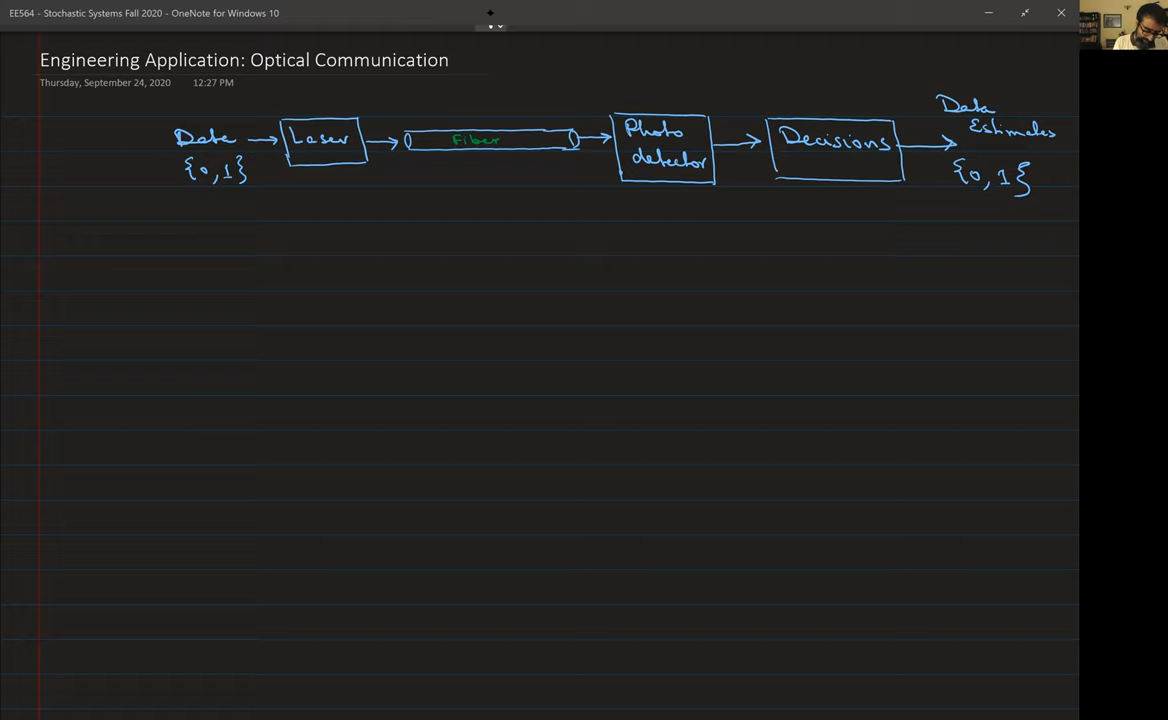 EE564 - Stochastic Systems Fall 2020 - OneNote for Windows 10
Engineering Application: Optical Communication
Thursday, September 24, 2020 12:27 PM
Data
{0, 1}
Laser
Fiber
Photo
detector
Decisions
Data
Estimates
{0, 1}